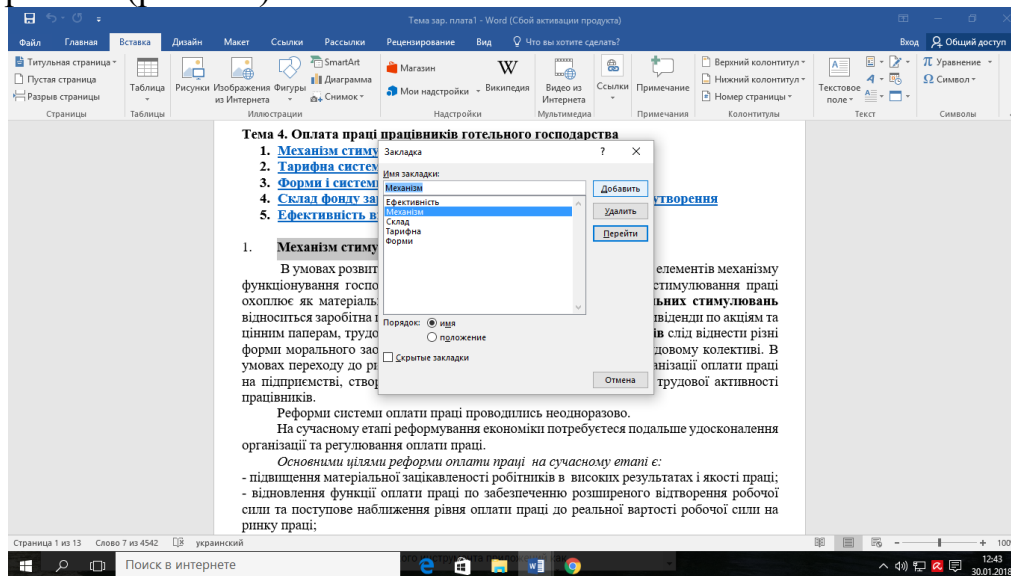 Тема зар. плата1 - Word (Сбой активации продукта)
Файл Главная Вставка Дизайн Макет Ссылки Рассылки Рецензирование Вид Что вы хотите сделать? Вход Общий доступ
Титульная страница
Пустая страница
Разрыв страницы
Страницы
Таблица
Таблицы
Рисунки
Изображения из Интернета
Фигуры
SmartArt
Диаграмма
Снимок
Иллюстрации
Магазин
Мои надстройки
Википедия
Надстройки
Видео из Интернета
Мультимедиа
Ссылки
Примечание
Примечания
Верхний колонтитул
Нижний колонтитул
Номер страницы
Колонтитулы
Текстовое поле
Текст
Уравнение
Символ
Символы
Тема 4. Оплата праці працівників готельного господарства
1. Механізм стиму
2. Тарифна систем
3. Форми і систем
4. Склад фонду за утворення
5. Ефективність в
Закладка ? ×
Имя закладки:
Механізм
Ефективність
Механізм
Склад
Тарифна
Форми
Добавить
Удалить
Перейти
Порядок: имя
положение
Скрытые закладки
Отмена
1. Механізм стиму
В умовах розвит елементів механізму
функціонування госпо стимулювання праці
охоплює як матеріаль льних стимулювань
відноситься заробітна івіденди по акціям та
цінним паперам, трудо ів слід віднести різні
форми морального зао довому колективі. В
умовах переходу до р анізації оплати праці
на підприємстві, створ трудової активності
працівників.
Реформи системи оплати праці проводились неодноразово.
На сучасному етапі реформування економіки потребуєтеся подальше удосконалення
організації та регулювання оплати праці.
Основними цілями реформи оплати праці на сучасному етапі є:
- підвищення матеріальної зацікавленості робітників в високих результатах і якості праці;
- відновлення функції оплати праці по забезпеченню розширеного відтворення робочої
сили та поступове наближення рівня оплати праці до реальної вартості робочої сили на
ринку праці;
Страница 1 из 13 Слово 7 из 4542 украинский 100
Поиск в интернете
12:43
30.01.2018